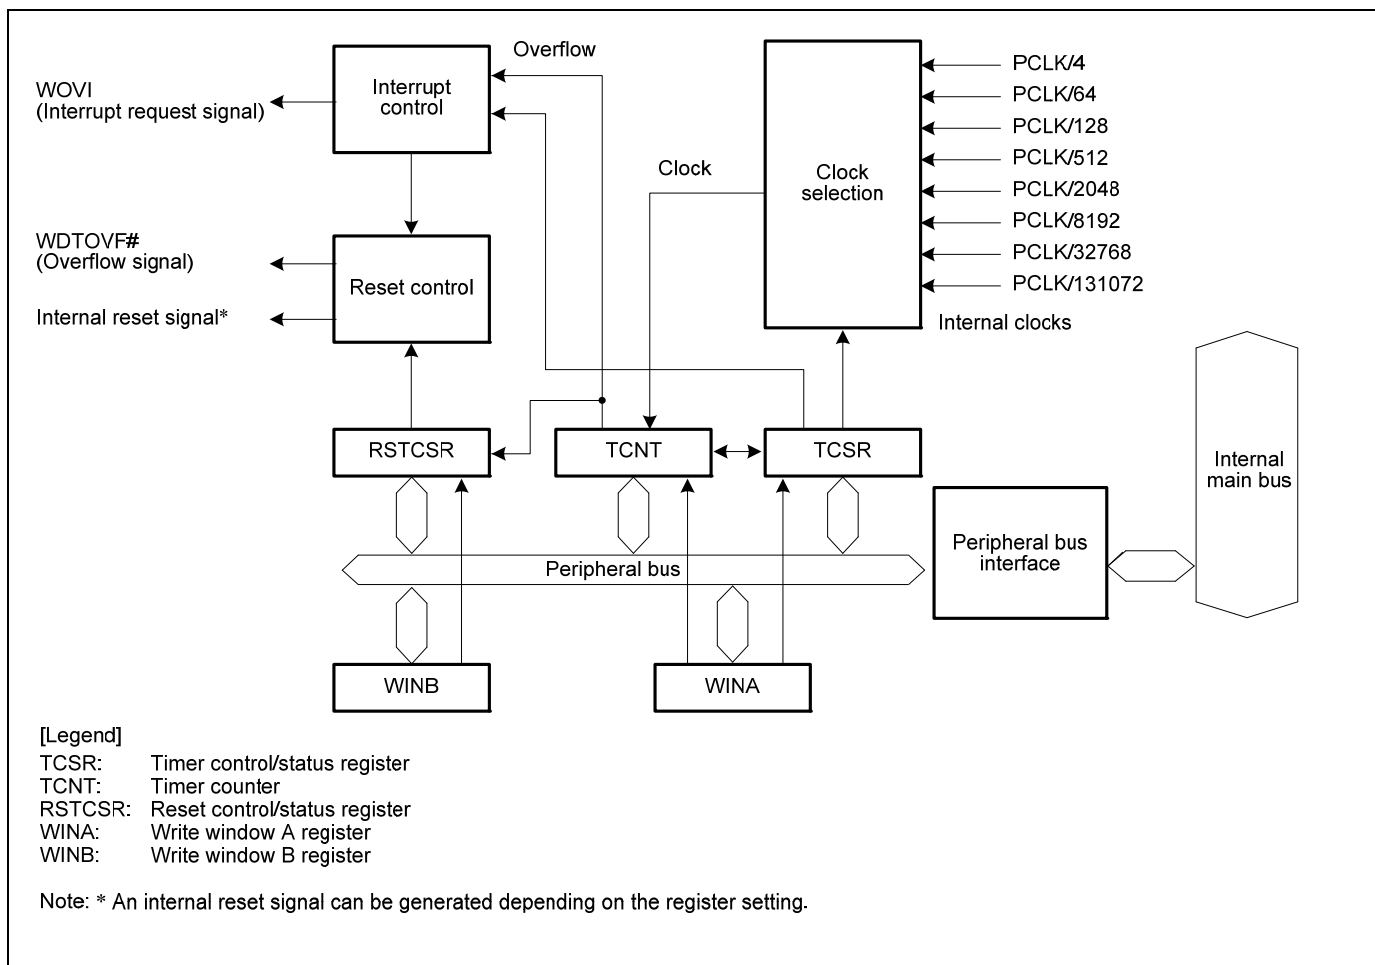 Overflow
Interrupt
control
WOVI
(Interrupt request signal)
PCLK/4
PCLK/64
PCLK/128
PCLK/512
PCLK/2048
PCLK/8192
PCLK/32768
PCLK/131072
Internal clocks
Clock
Clock
selection
WDTOVF#
(Overflow signal)
Reset control
Internal reset signal*
RSTCSR
TCNT
TCSR
Internal
main bus
Peripheral bus
interface
Peripheral bus
WINB
WINA
[Legend]
TCSR: Timer control/status register
TCNT: Timer counter
RSTCSR: Reset control/status register
WINA: Write window A register
WINB: Write window B register
Note: * An internal reset signal can be generated depending on the register setting.